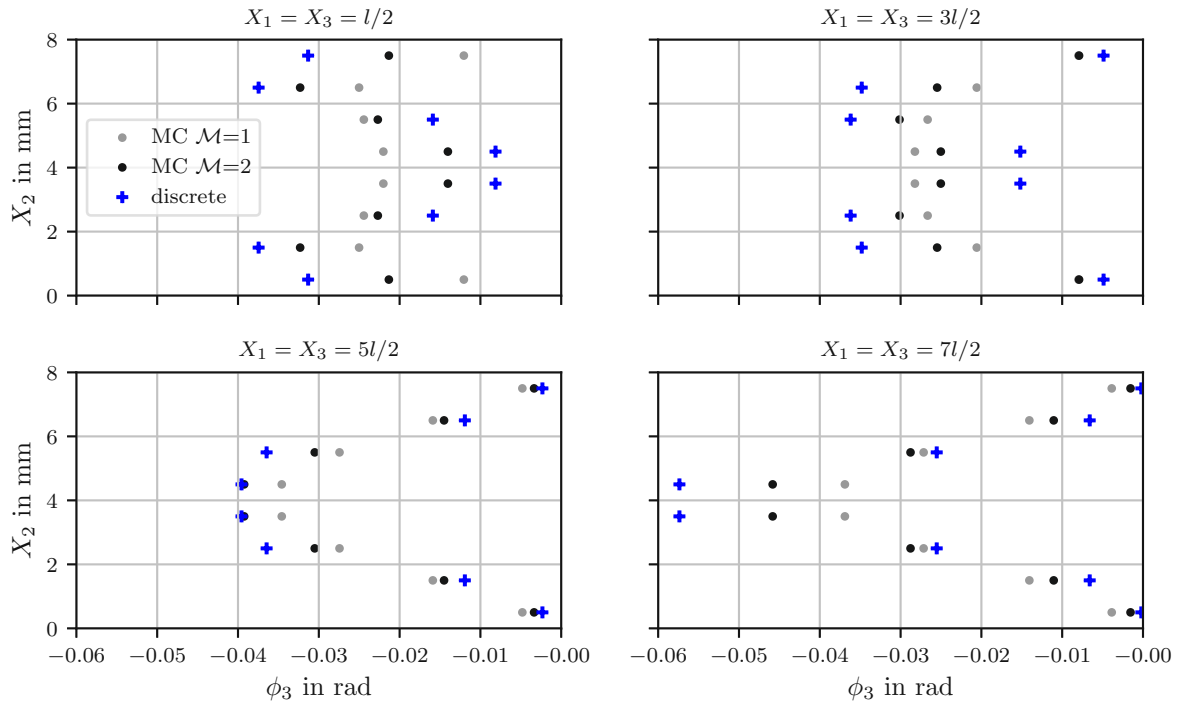 X₁ = X₃ = l/2
X₁ = X₃ = 3l/2
8
6
4
2
0
X₂ in mm
MC ℳ=1
MC ℳ=2
discrete
X₁ = X₃ = 5l/2
X₁ = X₃ = 7l/2
8
6
4
2
0
X₂ in mm
−0.06 −0.05 −0.04 −0.03 −0.02 −0.01 −0.00
−0.06 −0.05 −0.04 −0.03 −0.02 −0.01 −0.00
ϕ₃ in rad
ϕ₃ in rad